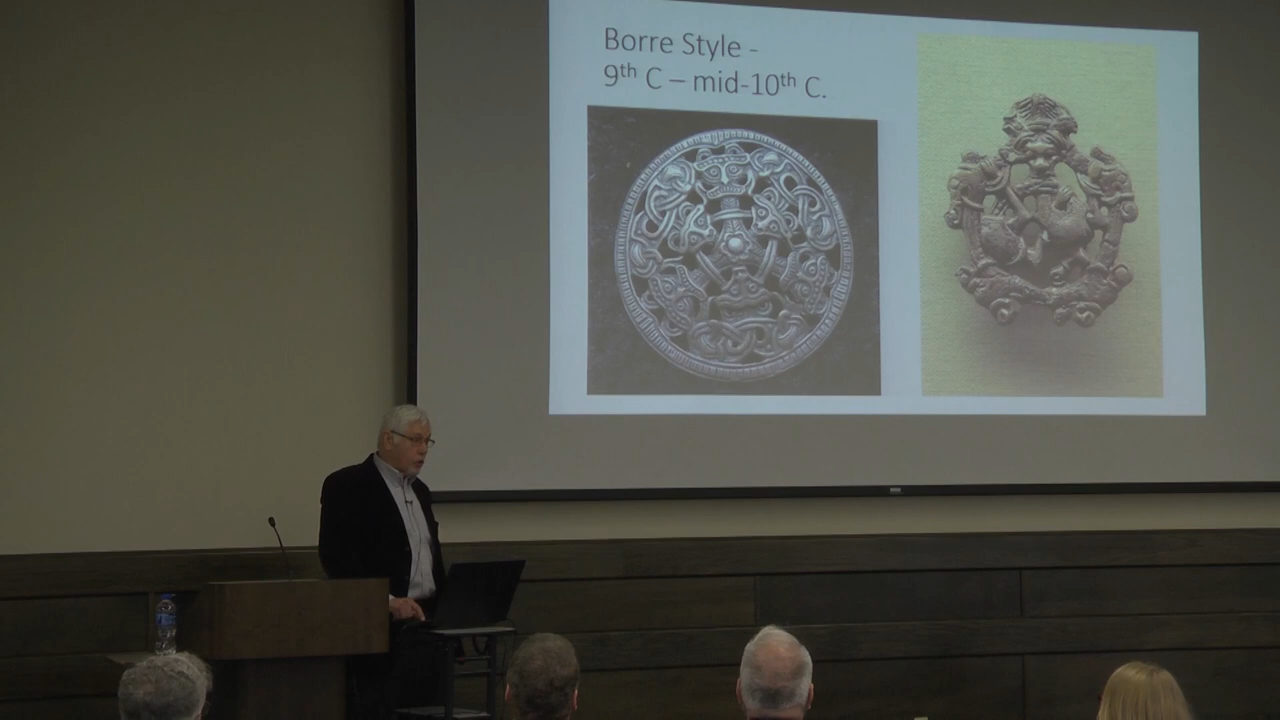 Borre Style -
9th C – mid-10th C.